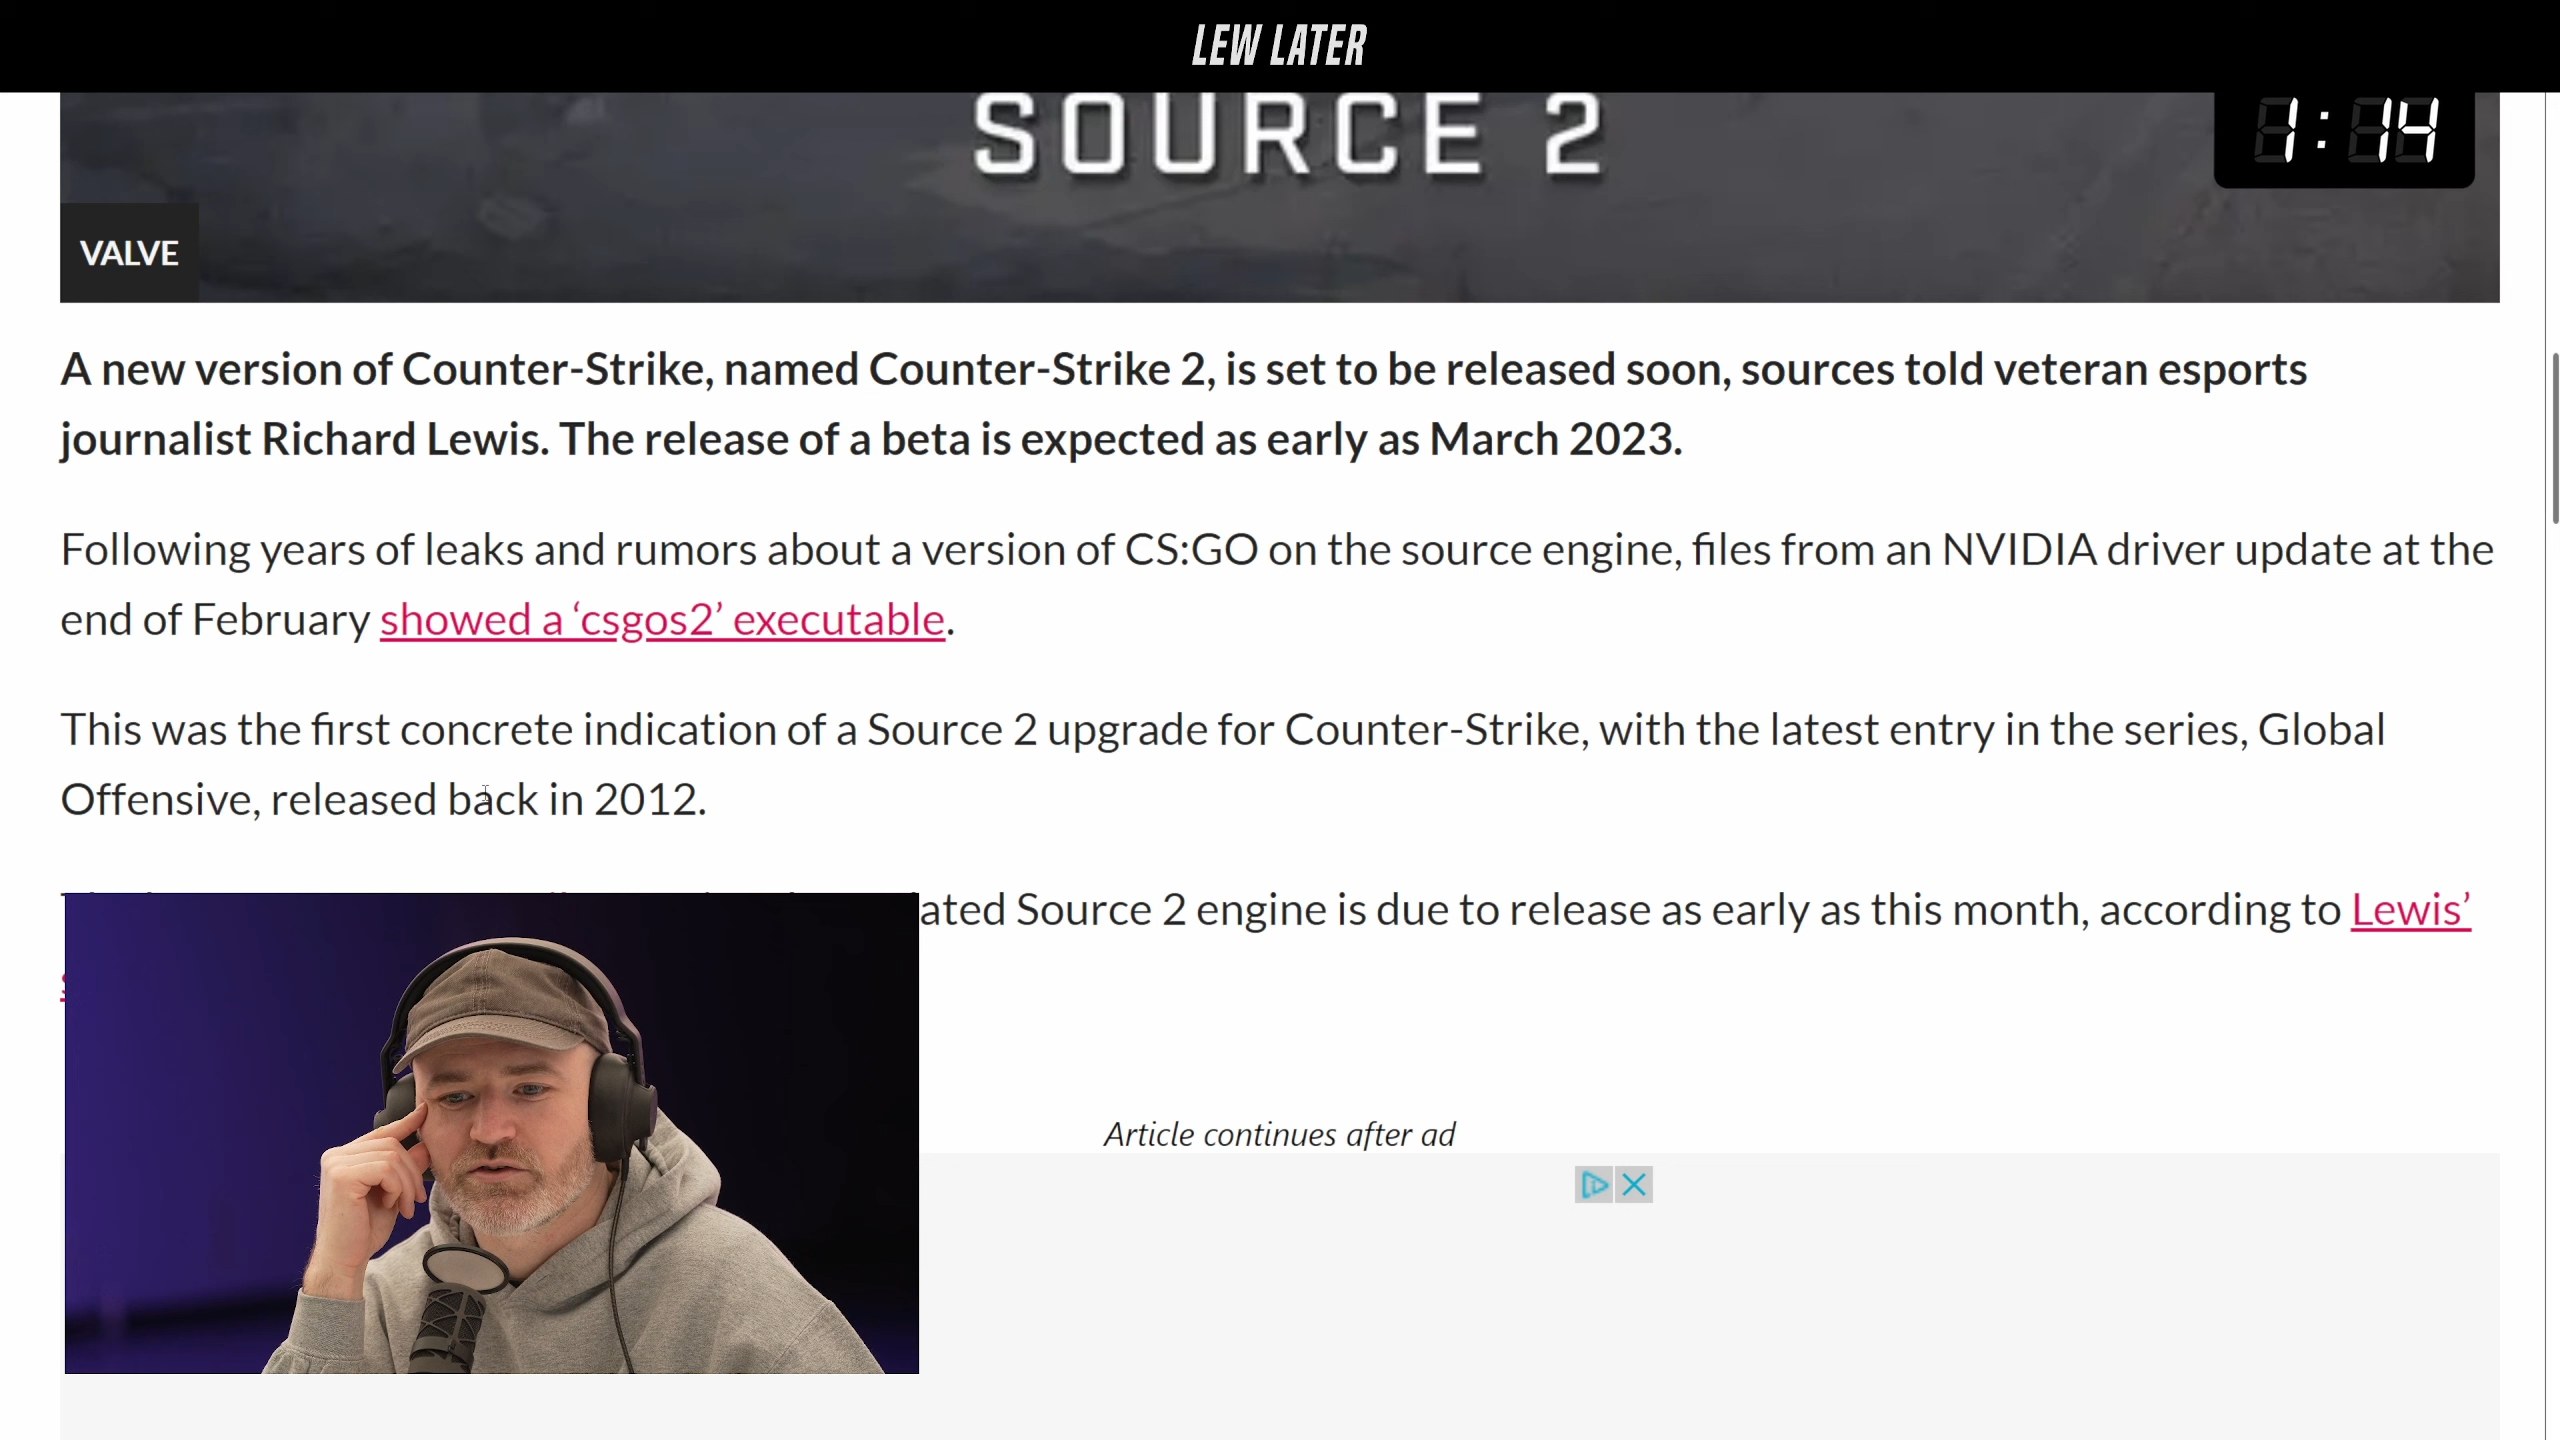 LEW LATER
SOURCE 2
1:14
VALVE
A new version of Counter-Strike, named Counter-Strike 2, is set to be released soon, sources told veteran esports
journalist Richard Lewis. The release of a beta is expected as early as March 2023.
Following years of leaks and rumors about a version of CS:GO on the source engine, files from an NVIDIA driver update at the
end of February showed a ‘csgos2’ executable.
This was the first concrete indication of a Source 2 upgrade for Counter-Strike, with the latest entry in the series, Global
Offensive, released back in 2012.
Source 2 engine is due to release as early as this month, according to Lewis’
Article continues after ad